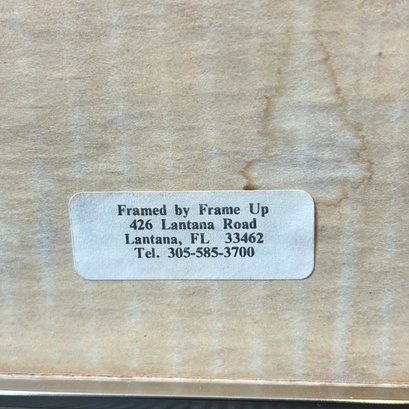 Framed by Frame Up
426 Lantana Road
Lantana, FL 33462
Tel. 305-585-3700